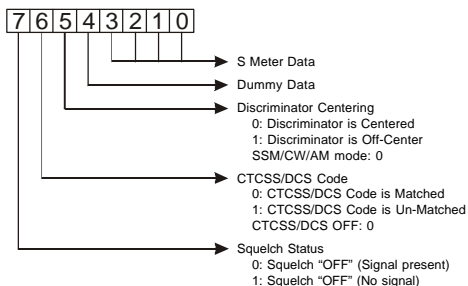 7 6 5 4 3 2 1 0
S Meter Data
Dummy Data
Discriminator Centering
0: Discriminator is Centered
1: Discriminator is Off-Center
SSM/CW/AM mode: 0
CTCSS/DCS Code
0: CTCSS/DCS Code is Matched
1: CTCSS/DCS Code is Un-Matched
CTCSS/DCS OFF: 0
Squelch Status
0: Squelch “OFF” (Signal present)
1: Squelch “OFF” (No signal)